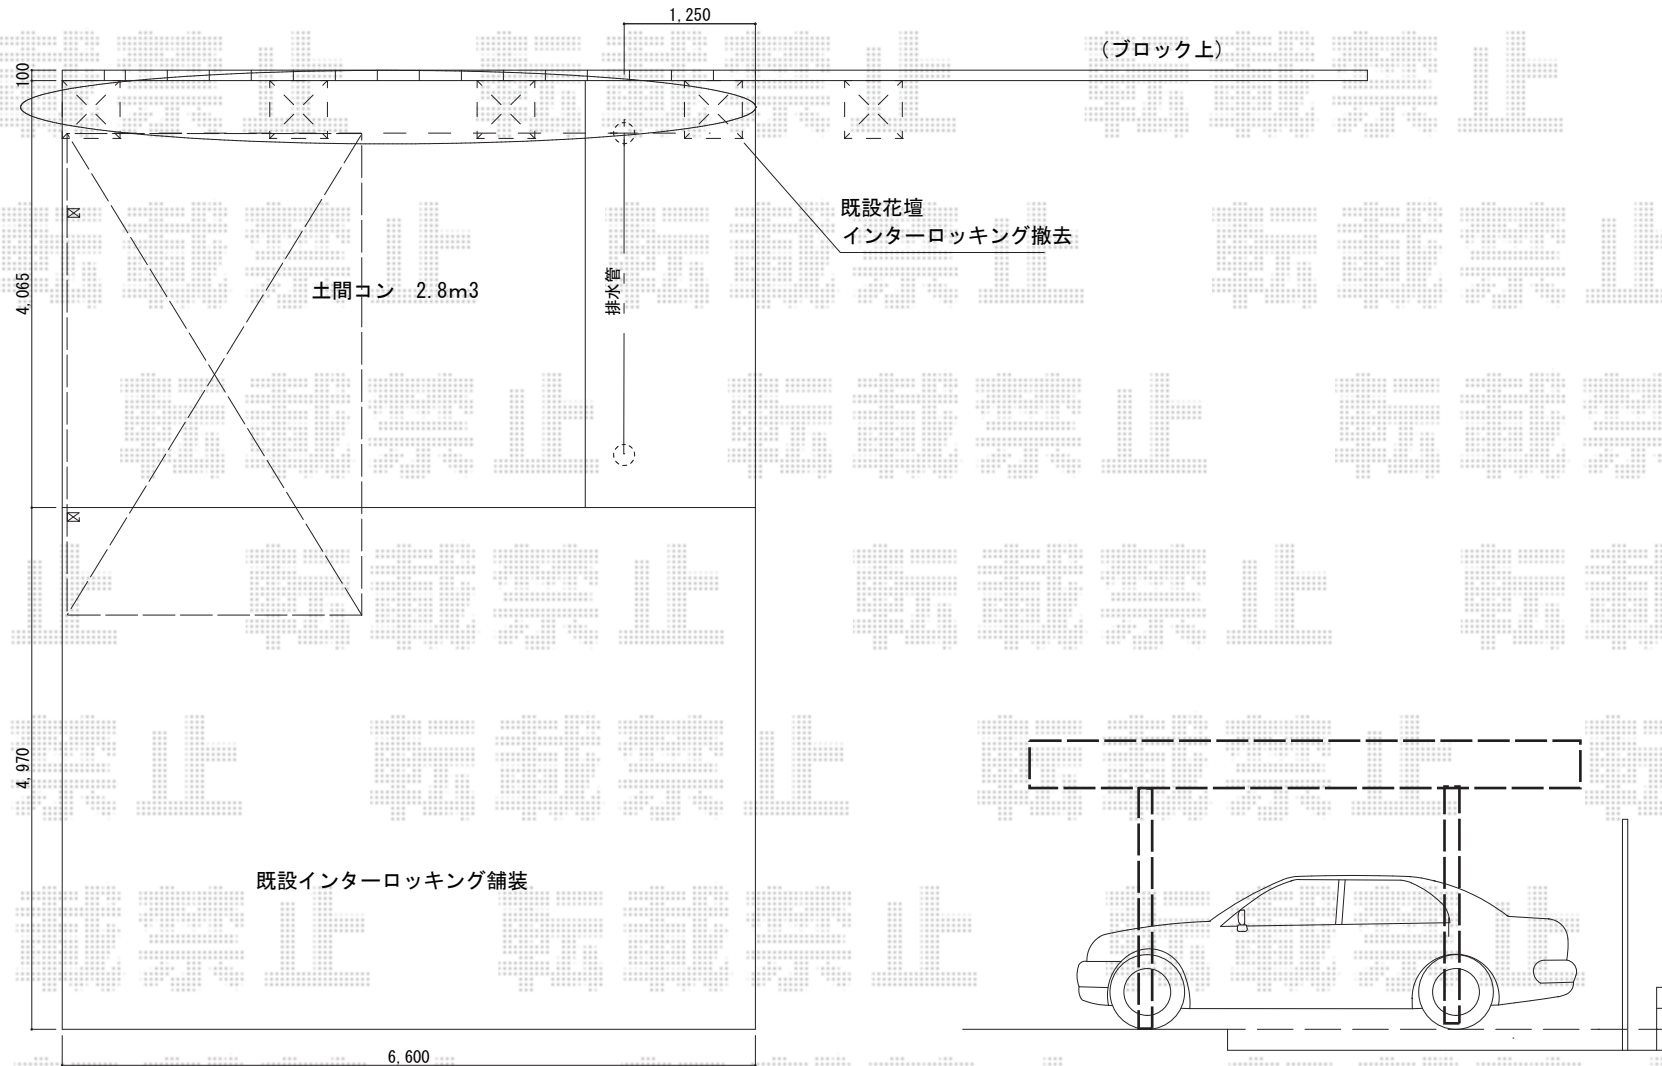 1,250
(ブロック上)
100
既設花壇
インターロッキング撤去
4,065
土間コン 2.8m3
排水管
4,970
既設インターロッキング舗装
6,600
転載禁止